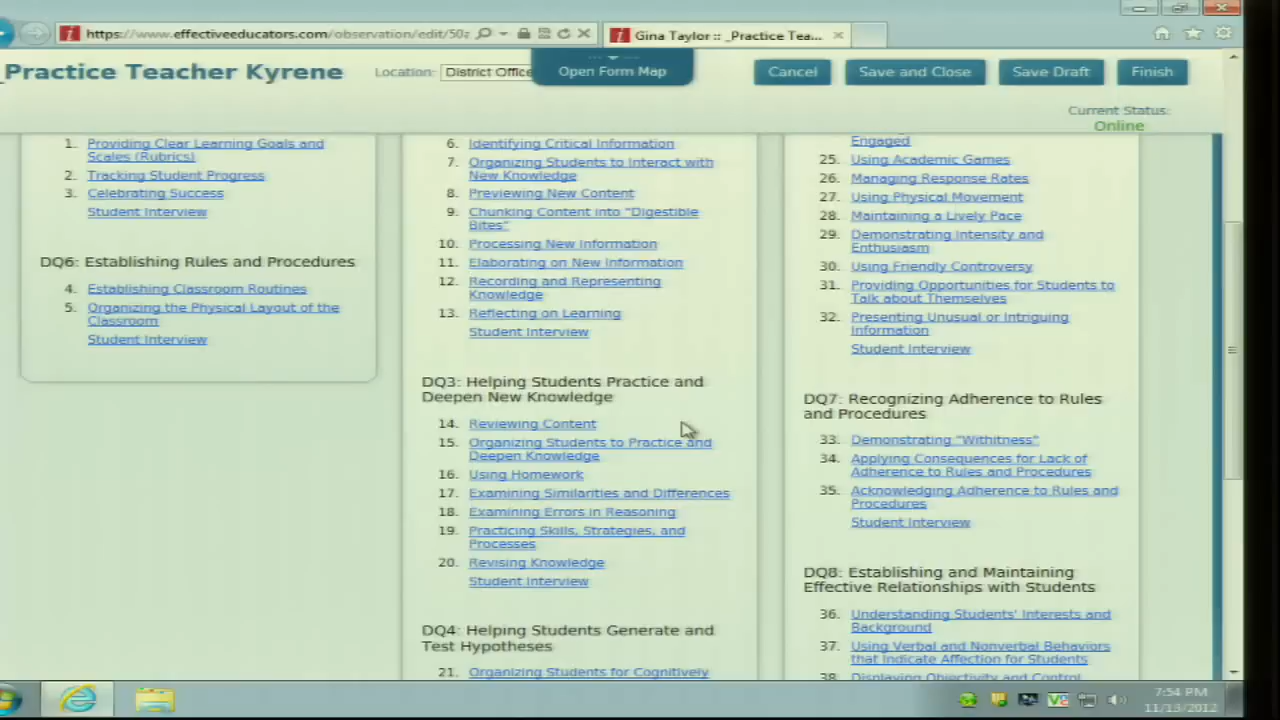 https://www.effectiveeducators.com/observation/edit/50
Gina Taylor :: _Practice Tea...
_Practice Teacher Kyrene
Location: District Office
Open Form Map
Cancel
Save and Close
Save Draft
Finish
Current Status:
Online
1. Providing Clear Learning Goals and
Scales (Rubrics)
2. Tracking Student Progress
3. Celebrating Success
Student Interview
DQ6: Establishing Rules and Procedures
4. Establishing Classroom Routines
5. Organizing the Physical Layout of the
Classroom
Student Interview
6. Identifying Critical Information
7. Organizing Students to Interact with
New Knowledge
8. Previewing New Content
9. Chunking Content into "Digestible
Bites"
10. Processing New Information
11. Elaborating on New Information
12. Recording and Representing
Knowledge
13. Reflecting on Learning
Student Interview
DQ3: Helping Students Practice and
Deepen New Knowledge
14. Reviewing Content
15. Organizing Students to Practice and
Deepen Knowledge
16. Using Homework
17. Examining Similarities and Differences
18. Examining Errors in Reasoning
19. Practicing Skills, Strategies, and
Processes
20. Revising Knowledge
Student Interview
DQ4: Helping Students Generate and
Test Hypotheses
21. Organizing Students for Cognitively
Engaged
25. Using Academic Games
26. Managing Response Rates
27. Using Physical Movement
28. Maintaining a Lively Pace
29. Demonstrating Intensity and
Enthusiasm
30. Using Friendly Controversy
31. Providing Opportunities for Students to
Talk about Themselves
32. Presenting Unusual or Intriguing
Information
Student Interview
DQ7: Recognizing Adherence to Rules
and Procedures
33. Demonstrating "Withitness"
34. Applying Consequences for Lack of
Adherence to Rules and Procedures
35. Acknowledging Adherence to Rules and
Procedures
Student Interview
DQ8: Establishing and Maintaining
Effective Relationships with Students
36. Understanding Students' Interests and
Background
37. Using Verbal and Nonverbal Behaviors
that Indicate Affection for Students
38. Displaying Objectivity and Control
7:54 PM
11/13/2012